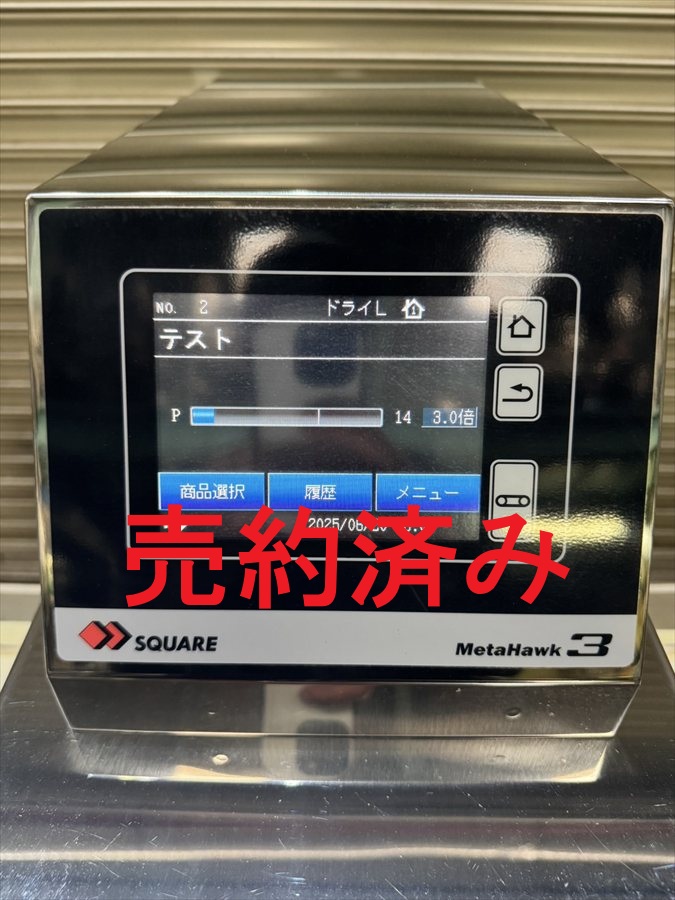 NO. 2 ドライL 1
テスト
P 14 3.0倍
商品選択 履歴 メニュー
売約済み
SQUARE MetaHawk 3